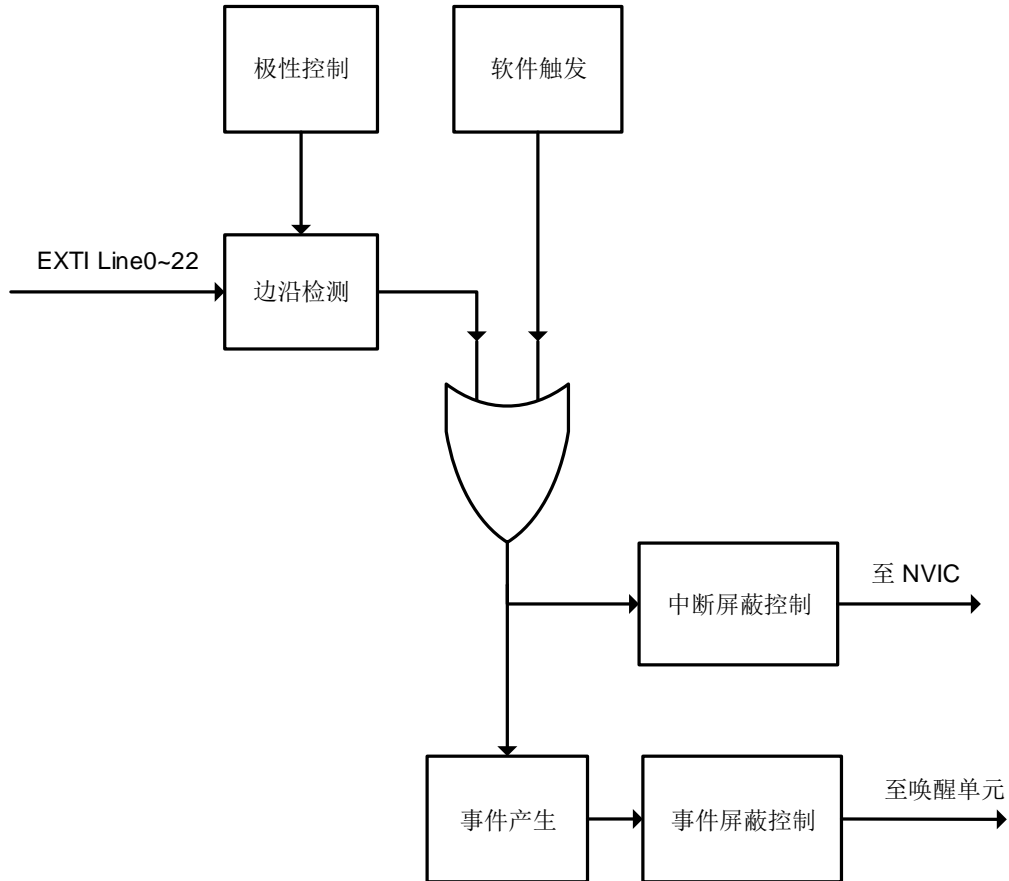 极性控制
软件触发
EXTI Line0~22
边沿检测
至 NVIC
中断屏蔽控制
至唤醒单元
事件产生
事件屏蔽控制